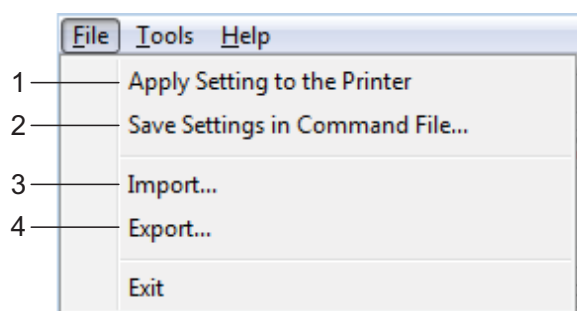 File Tools Help
1 Apply Setting to the Printer
2 Save Settings in Command File...
3 Import...
4 Export...
Exit